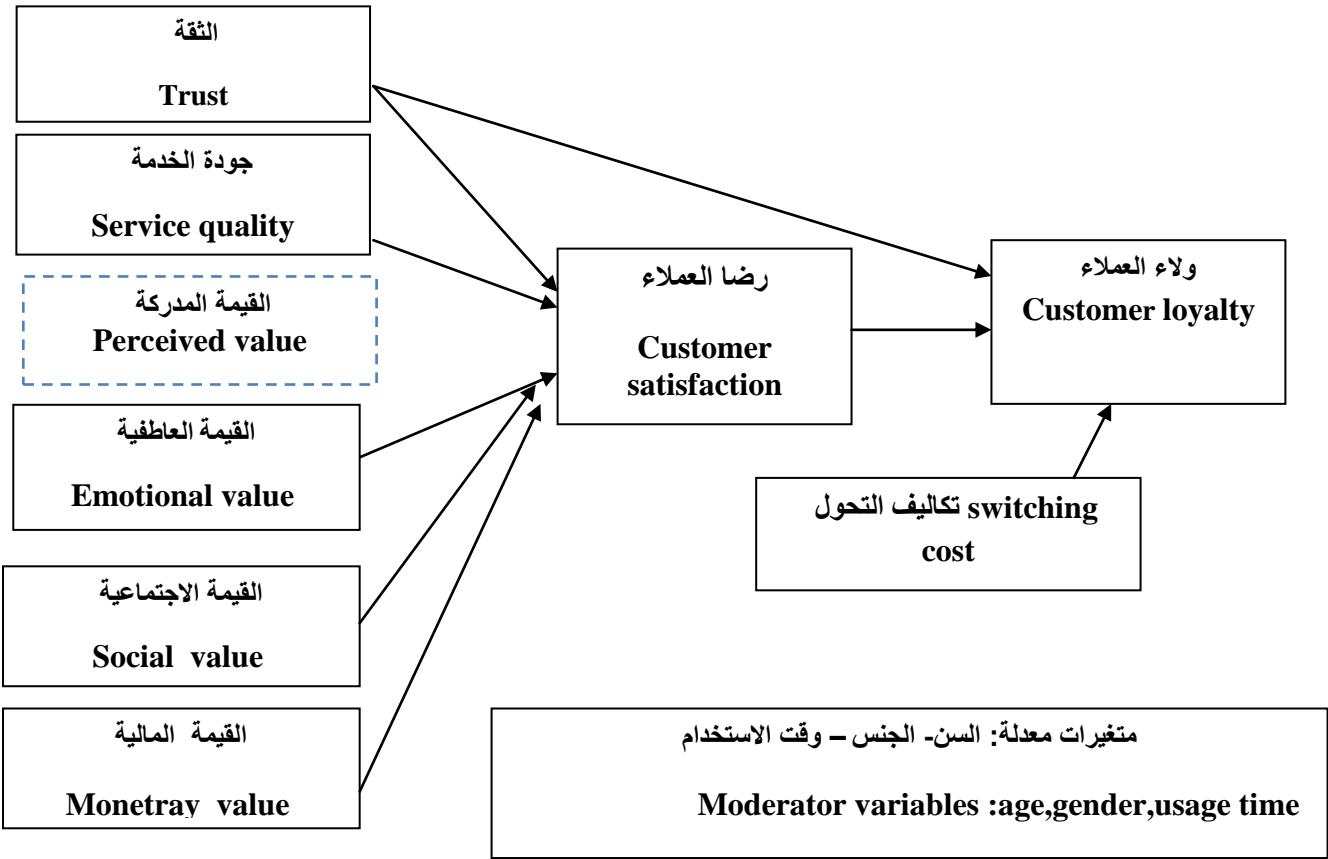 الثقة
Trust
جودة الخدمة
Service quality
القيمة المدركة
Perceived value
القيمة العاطفية
Emotional value
القيمة الاجتماعية
Social value
القيمة المالية
Monetray value
رضا العملاء
Customer
satisfaction
ولاء العملاء
Customer loyalty
تكاليف التحول switching
cost
متغيرات معدلة: السن- الجنس – وقت الاستخدام
Moderator variables :age,gender,usage time